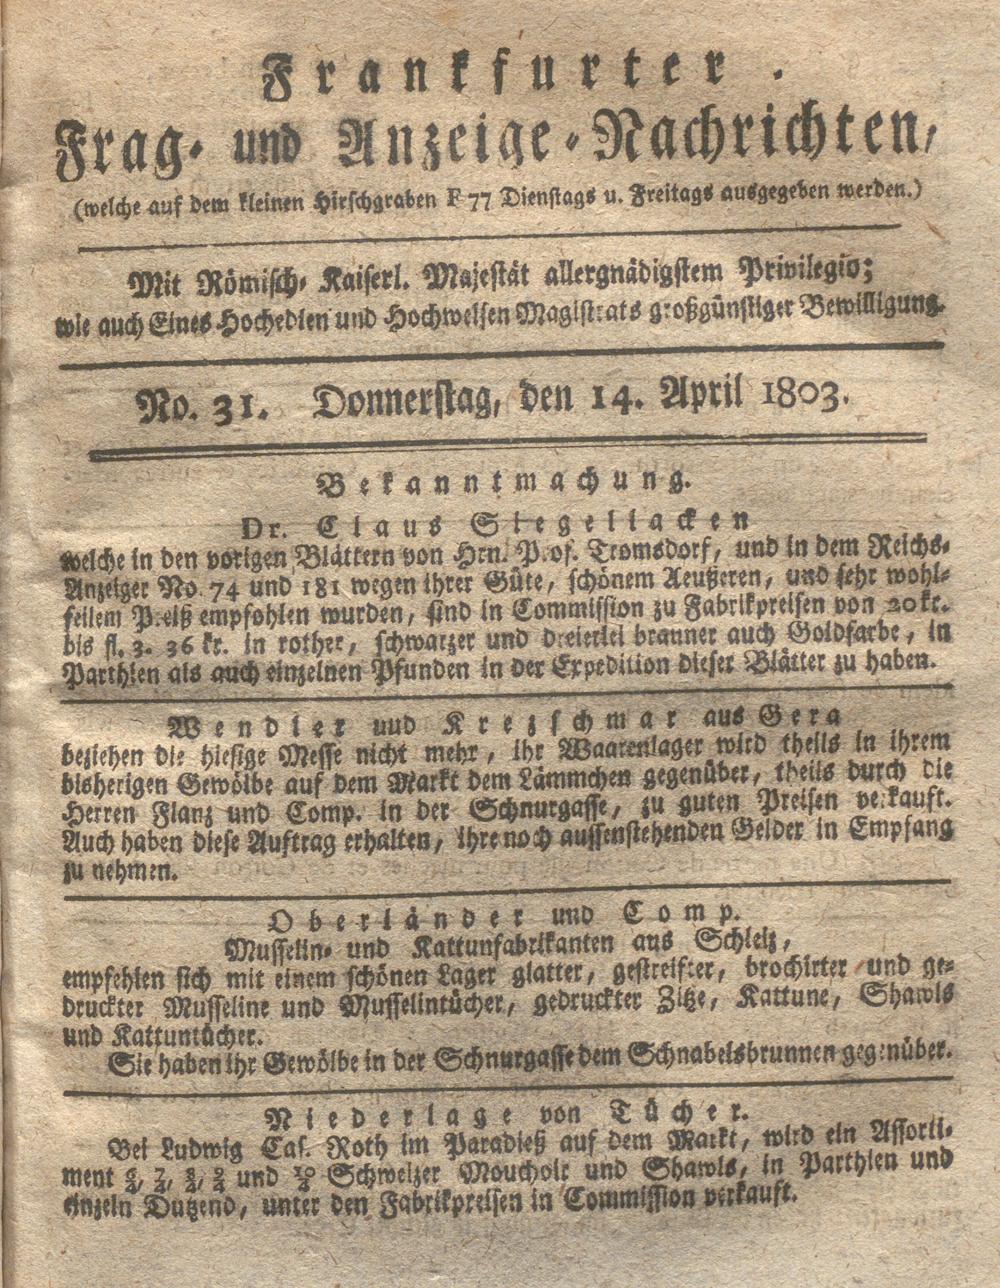 Frankfurter
Frag- und Anzeige-Nachrichten,
(welche auf dem kleinen Hirschgraben F 77 Dienstags u. Freitags ausgegeben werden.)
Mit Römisch-Kaiserl. Majestät allergnädigstem Privilegio;
wie auch Eines Hochedlen und Hochweisen Magistrats großgünstiger Bewilligung.
No. 31. Donnerstag, den 14. April 1803.
Bekanntmachung.
Dr. Claus Siegellacken
welche in den vorigen Blättern von Hrn. Prof. Tromsdorf, und in dem Reichs-
Anzeiger No. 74 und 181 wegen ihrer Güte, schönem Aeußeren, und sehr wohl-
feilem Preiß empfohlen wurden, sind in Commission zu Fabrikpreisen von 20 kr.
bis fl. 3. 36 kr. in rother, schwarzer und dreierlei brauner auch Goldfarbe, in
Parthien als auch einzelnen Pfunden in der Expedition dieser Blätter zu haben.
Wendler und Krezschmar aus Gera
beziehen die hiesige Messe nicht mehr, ihr Waarenlager wird theils in ihrem
bisherigen Gewölbe auf dem Markt dem Lämmchen gegenüber, theils durch die
Herren Flanz und Comp. in der Schnurgasse, zu guten Preisen verkauft.
Auch haben diese Auftrag erhalten, ihre noch aussenstehenden Gelder in Empfang
zu nehmen.
Oberländer und Comp.
Musselin- und Kattunfabrikanten aus Schleiz,
empfehlen sich mit einem schönen Lager glatter, gestreifter, brochirter und ge-
druckter Musseline und Musselintücher, gedruckter Zitze, Kattune, Shawls
und Kattuntücher.
Sie haben ihr Gewölbe in der Schnurgasse dem Schnabelsbrunnen gegenüber.
Niederlage von Tücher.
Bei Ludwig Cas. Roth im Paradieß auf dem Markt, wird ein Assorti-
ment 6/4, 7/4, 8/4, 9/4 und 10/4 Schweizer Mouchoir und Shawls, in Parthien und
einzeln Dutzend, unter den Fabrikpreisen in Commission verkauft.